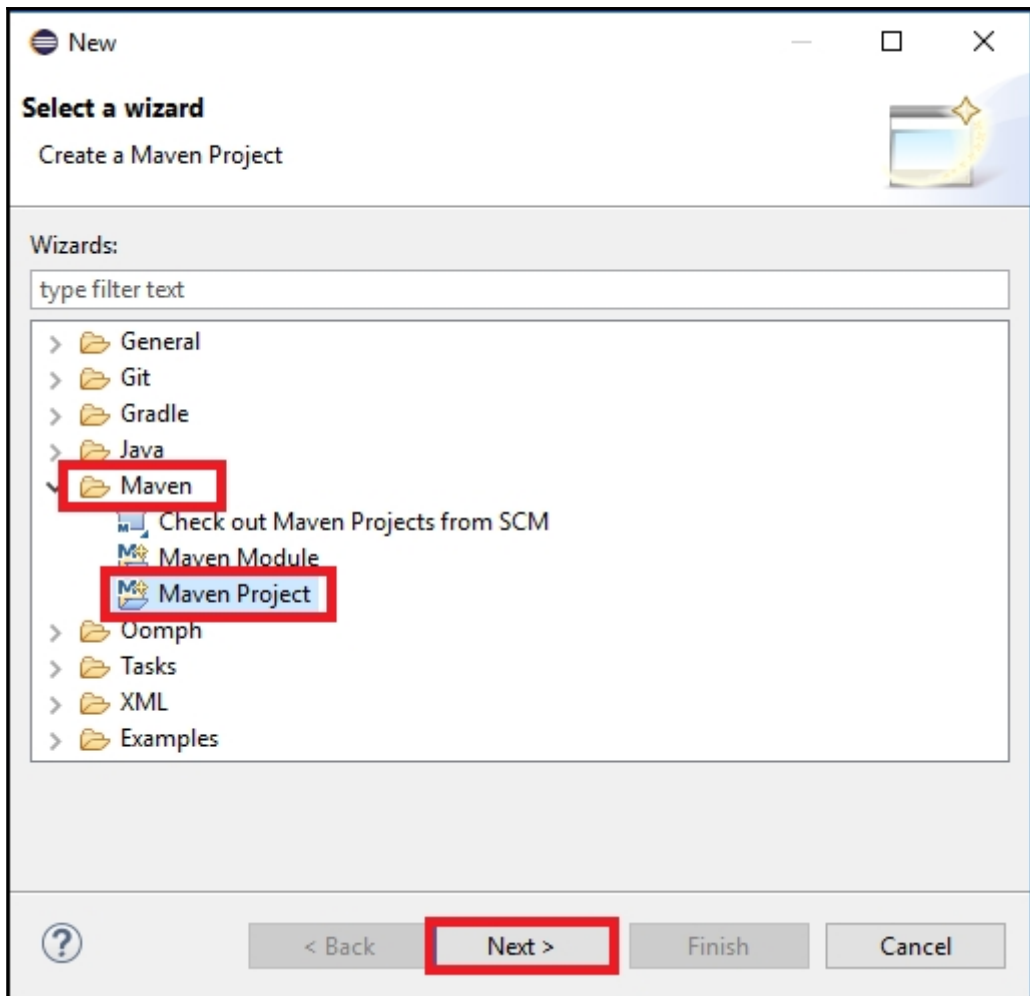 New
Select a wizard
Create a Maven Project
Wizards:
type filter text
General
Git
Gradle
Java
Maven
Check out Maven Projects from SCM
Maven Module
Maven Project
Oomph
Tasks
XML
Examples
? < Back Next > Finish Cancel